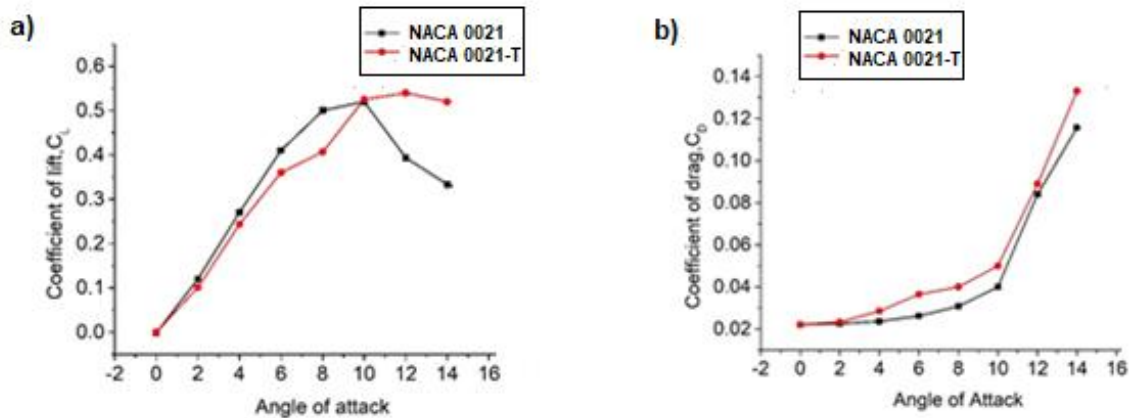 a)
NACA 0021
NACA 0021-T
0.6
0.5
0.4
0.3
0.2
0.1
0.0
Coefficient of lift,C_L
-2 0 2 4 6 8 10 12 14 16
Angle of attack
b)
NACA 0021
NACA 0021-T
0.14
0.12
0.10
0.08
0.06
0.04
0.02
Coefficient of drag,C_D
-2 0 2 4 6 8 10 12 14 16
Angle of Attack